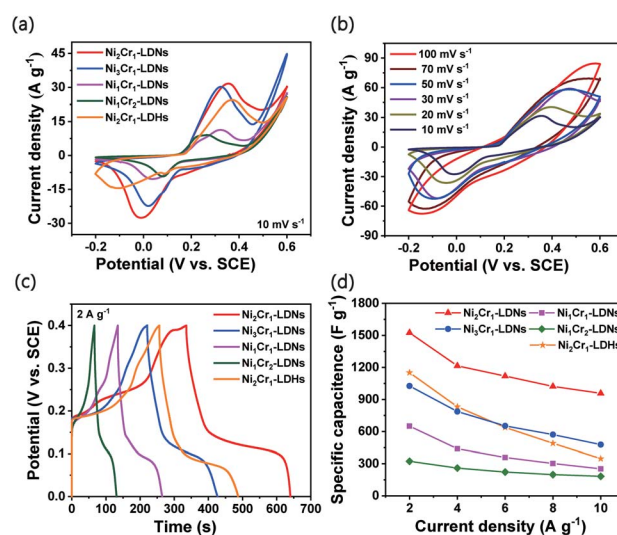 (a)
Current density (A g⁻¹)
45
30
15
0
-15
-30
Ni₂Cr₁-LDNs
Ni₃Cr₁-LDNs
Ni₁Cr₁-LDNs
Ni₁Cr₂-LDNs
Ni₂Cr₁-LDHs
10 mV s⁻¹
-0.2 0.0 0.2 0.4 0.6
Potential (V vs. SCE)
(b)
Current density (A g⁻¹)
90
60
30
0
-30
-60
-90
100 mV s⁻¹
70 mV s⁻¹
50 mV s⁻¹
30 mV s⁻¹
20 mV s⁻¹
10 mV s⁻¹
-0.2 0.0 0.2 0.4 0.6
Potential (V vs. SCE)
(c)
Potential (V vs. SCE)
0.4
0.3
0.2
0.1
0.0
2 A g⁻¹
Ni₂Cr₁-LDNs
Ni₃Cr₁-LDNs
Ni₁Cr₁-LDNs
Ni₁Cr₂-LDNs
Ni₂Cr₁-LDHs
0 100 200 300 400 500 600 700
Time (s)
(d)
Specific capacitence (F g⁻¹)
1800
1500
1200
900
600
300
0
Ni₂Cr₁-LDNs Ni₁Cr₁-LDNs
Ni₃Cr₁-LDNs Ni₁Cr₂-LDNs
Ni₂Cr₁-LDHs
2 4 6 8 10
Current density (A g⁻¹)